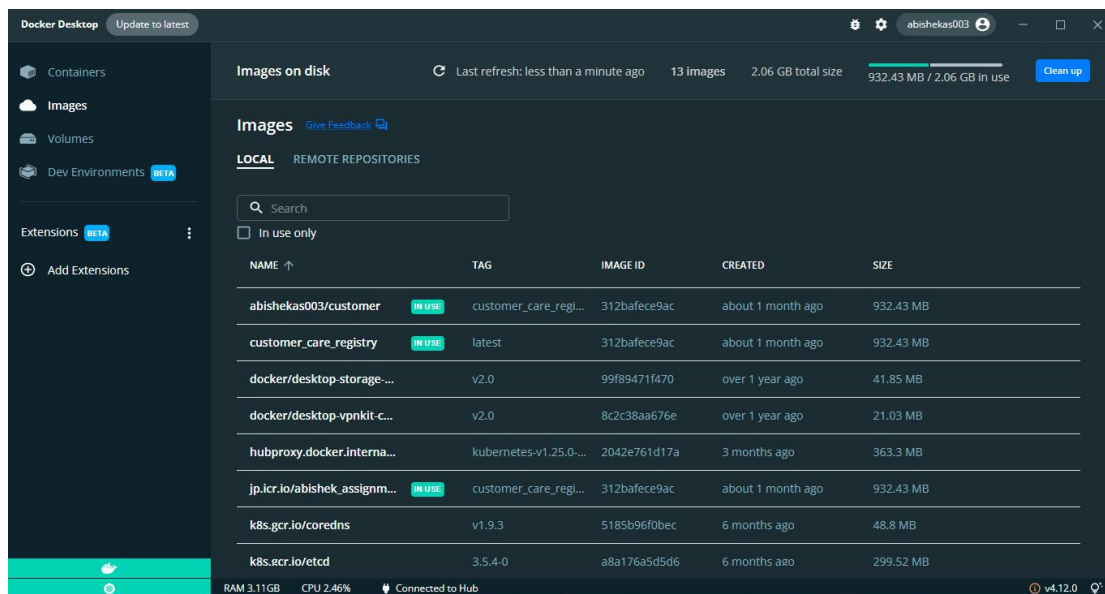 Docker Desktop Update to latest abishekas003
Containers
Images
Volumes
Dev Environments BETA
Extensions BETA
Add Extensions
Images on disk Last refresh: less than a minute ago 13 images 2.06 GB total size 932.43 MB / 2.06 GB in use Clean up
Images Give Feedback
LOCAL REMOTE REPOSITORIES
Search
In use only
NAME TAG IMAGE ID CREATED SIZE
abishekas003/customer IN USE customer_care_regi... 312bafece9ac about 1 month ago 932.43 MB
customer_care_registry IN USE latest 312bafece9ac about 1 month ago 932.43 MB
docker/desktop-storage-... v2.0 99f89471f470 over 1 year ago 41.85 MB
docker/desktop-vpnkit-c... v2.0 8c2c38aa676e over 1 year ago 21.03 MB
hubproxy.docker.interna... kubernetes-v1.25.0-... 2042e761d17a 3 months ago 363.3 MB
jp.icr.io/abishek_assignm... IN USE customer_care_regi... 312bafece9ac about 1 month ago 932.43 MB
k8s.gcr.io/coredns v1.9.3 5185b96f0bec 6 months ago 48.8 MB
k8s.gcr.io/etcd 3.5.4-0 a8a176a5d5d6 6 months ago 299.52 MB
RAM 3.11GB CPU 2.46% Connected to Hub v4.12.0